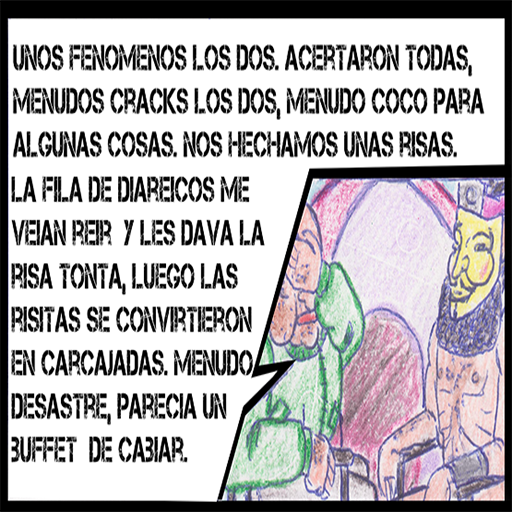 UNOS FENOMENOS LOS DOS. ACERTARON TODAS,
MENUDOS CRACKS LOS DOS, MENUDO COCO PARA
ALGUNAS COSAS. NOS HECHAMOS UNAS RISAS.
LA FILA DE DIAREICOS ME
VEIAN REIR Y LES DAVA LA
RISA TONTA, LUEGO LAS
RISITAS SE CONVIRTIERON
EN CARCAJADAS. MENUDO
DESASTRE, PARECIA UN
BUFFET DE CABIAR.